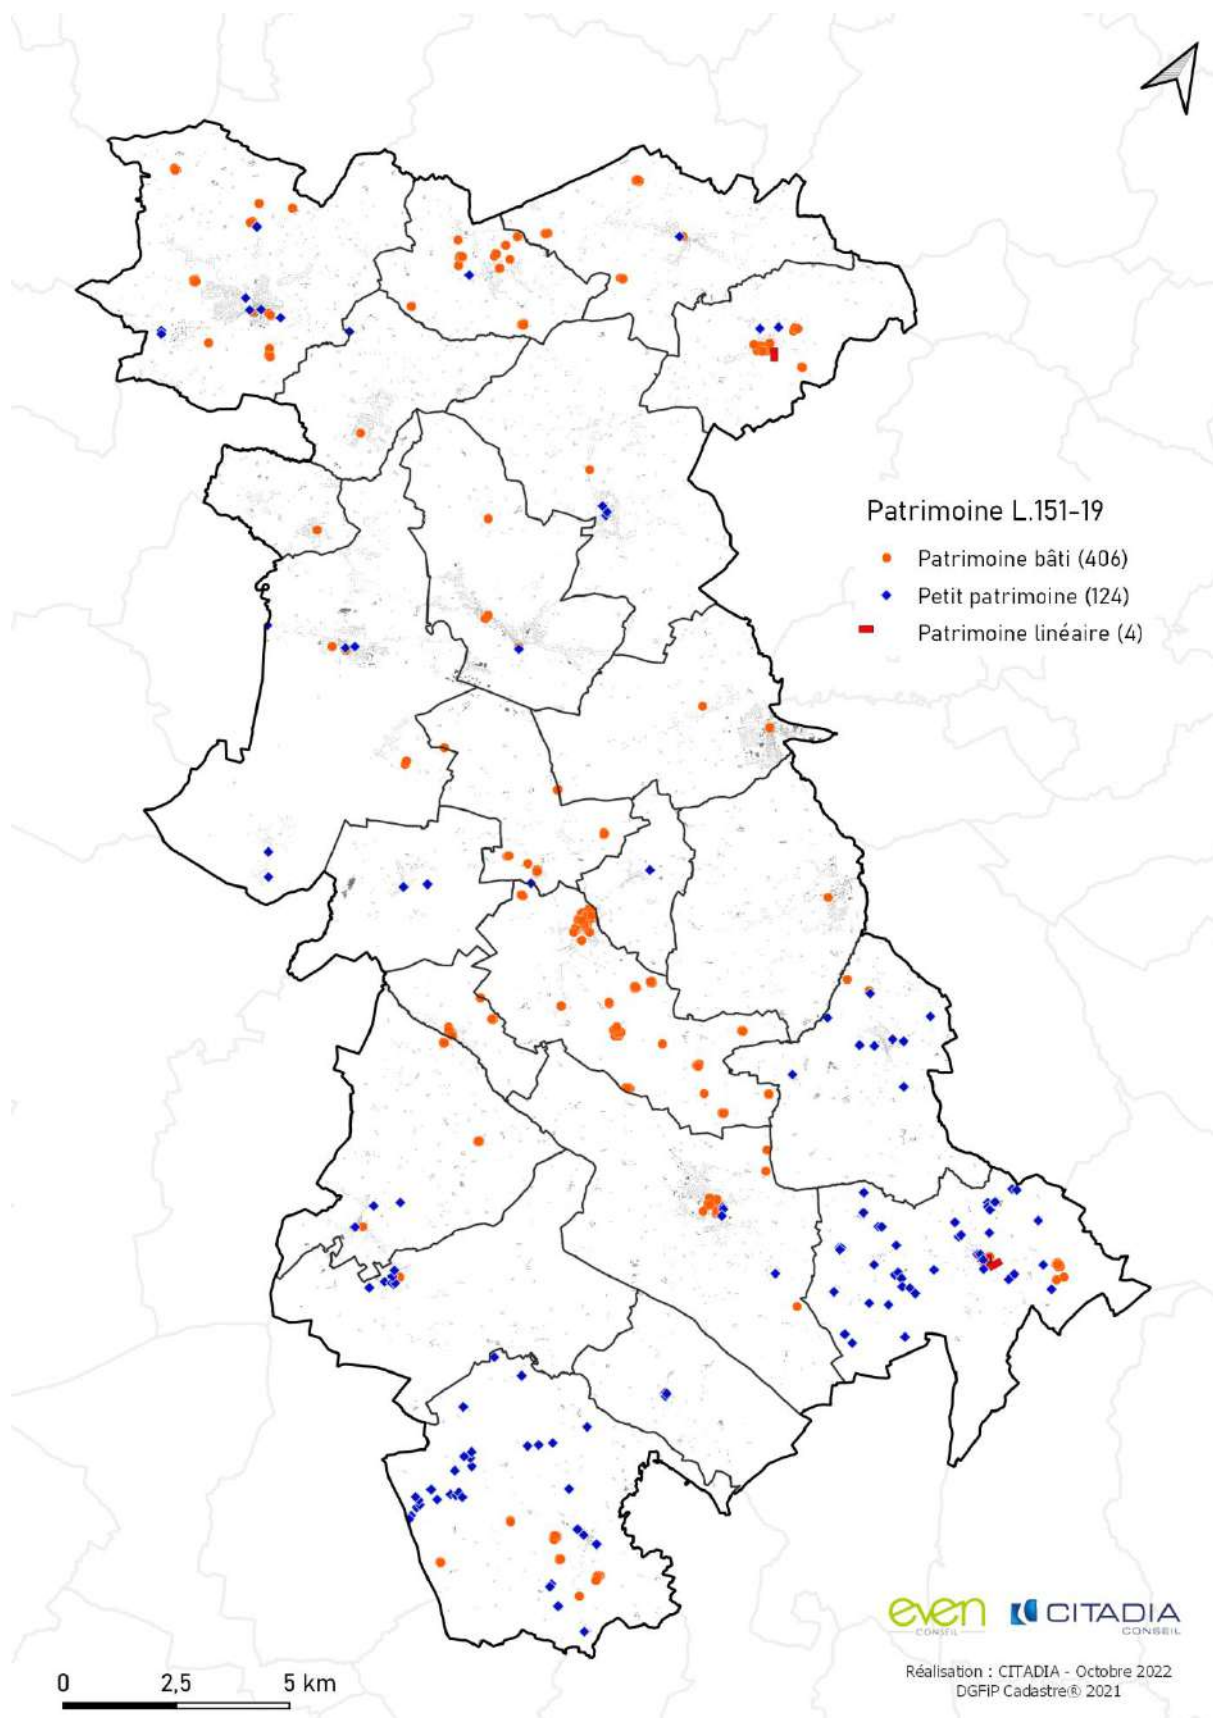 Patrimoine L.151-19
Patrimoine bâti (406)
Petit patrimoine (124)
Patrimoine linéaire (4)
even
CONSEIL
CITADIA
CONSEIL
Réalisation : CITADIA - Octobre 2022
DGFiP Cadastre® 2021
0 2,5 5 km